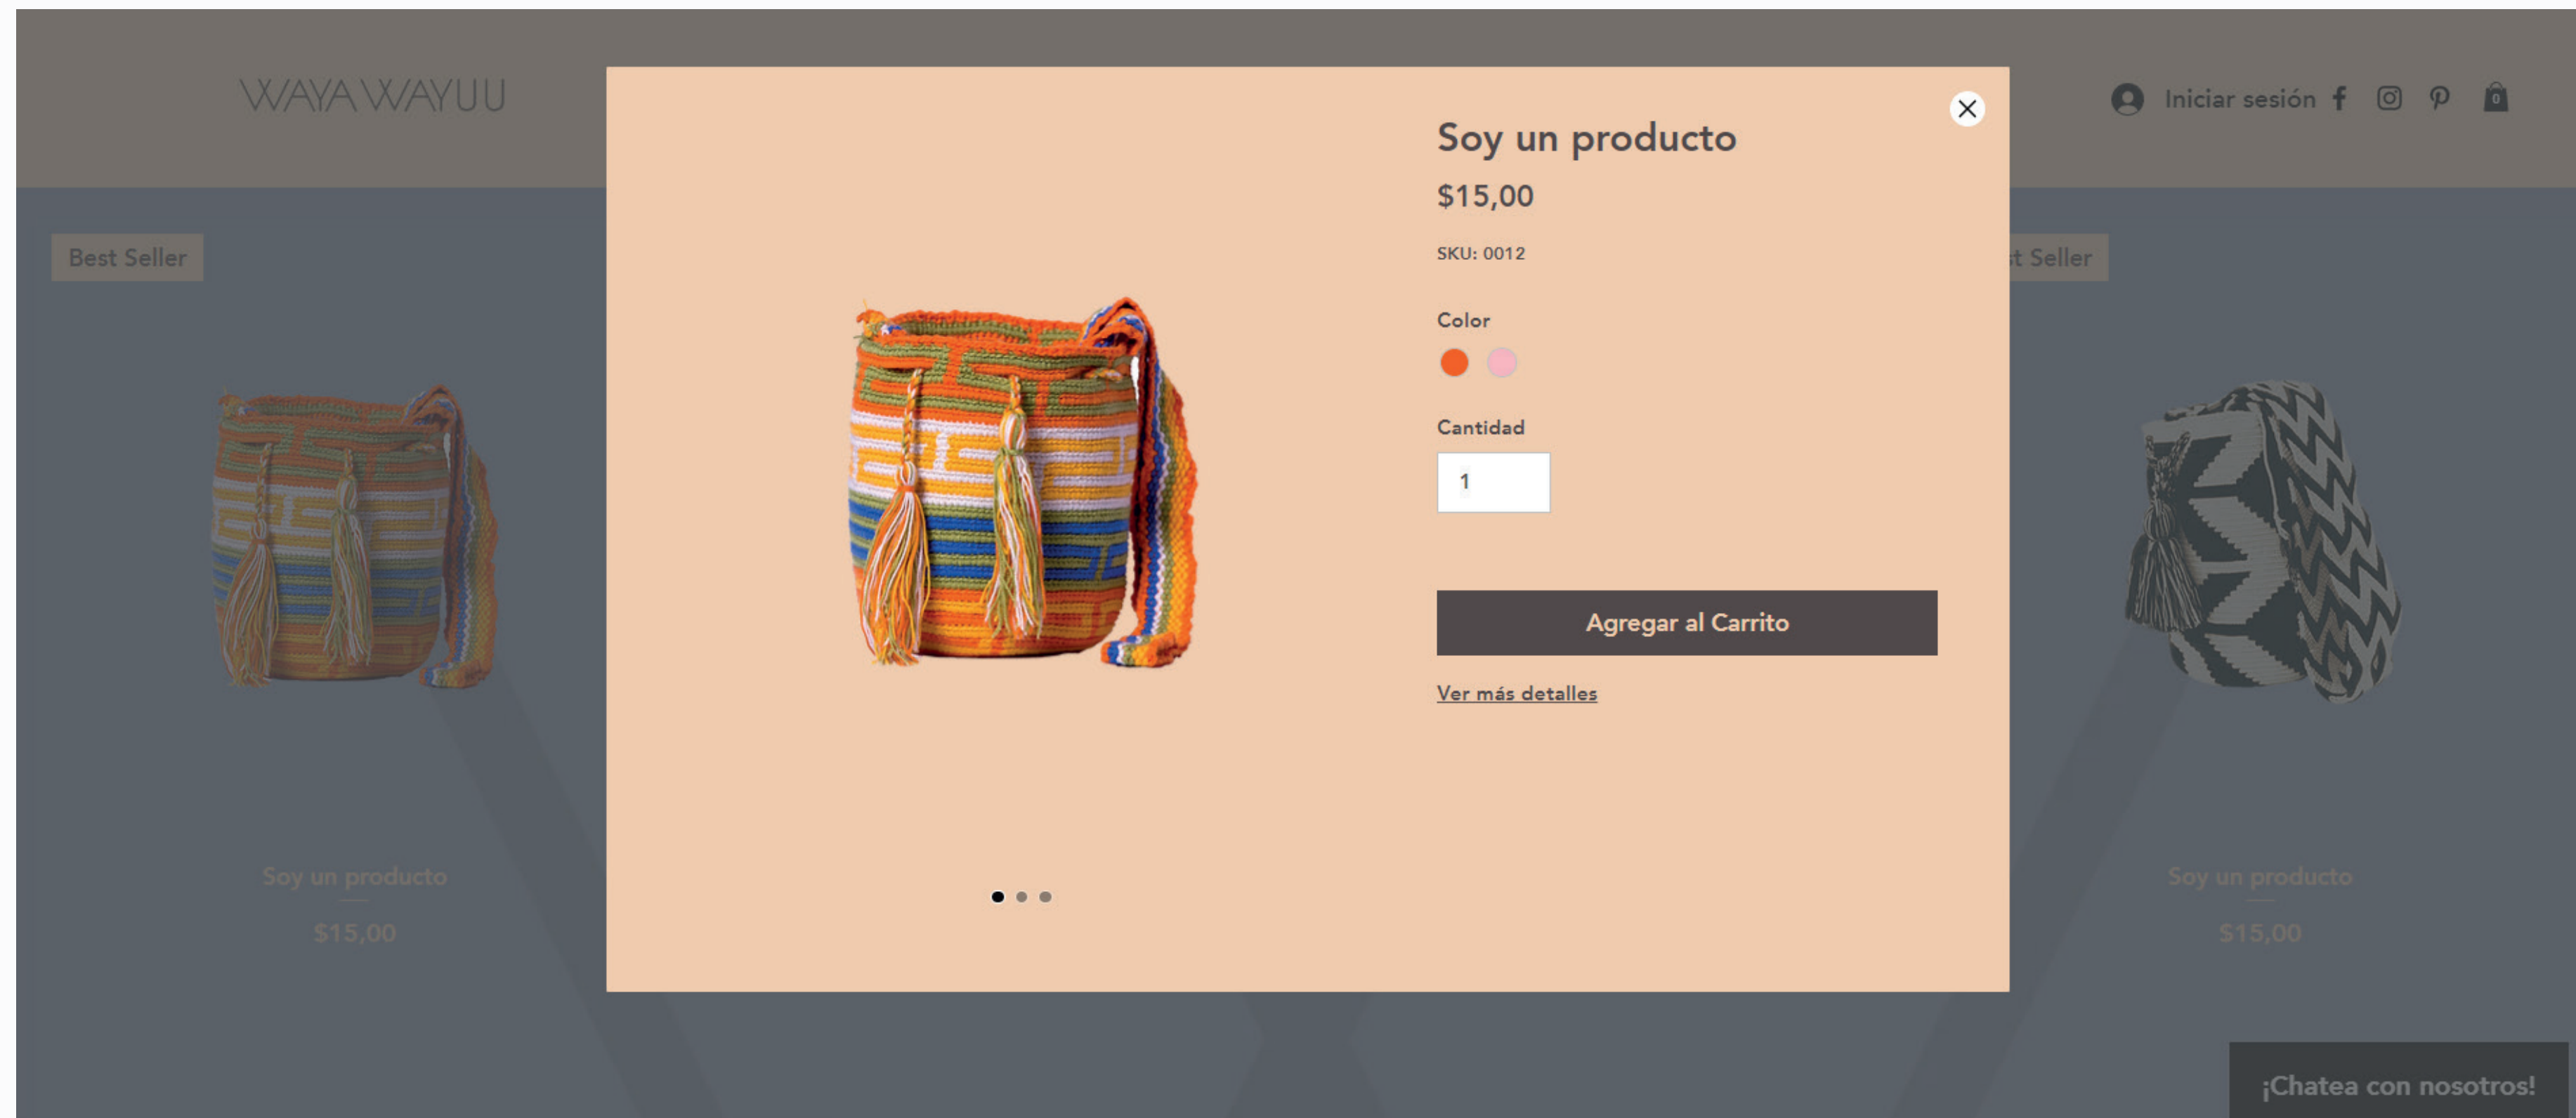 WAYA WAYUU
Iniciar sesión
0
Best Seller
Soy un producto
$15,00
SKU: 0012
Color
Cantidad
1
Agregar al Carrito
Ver más detalles
st Seller
Soy un producto
$15,00
Soy un producto
$15,00
¡Chatea con nosotros!